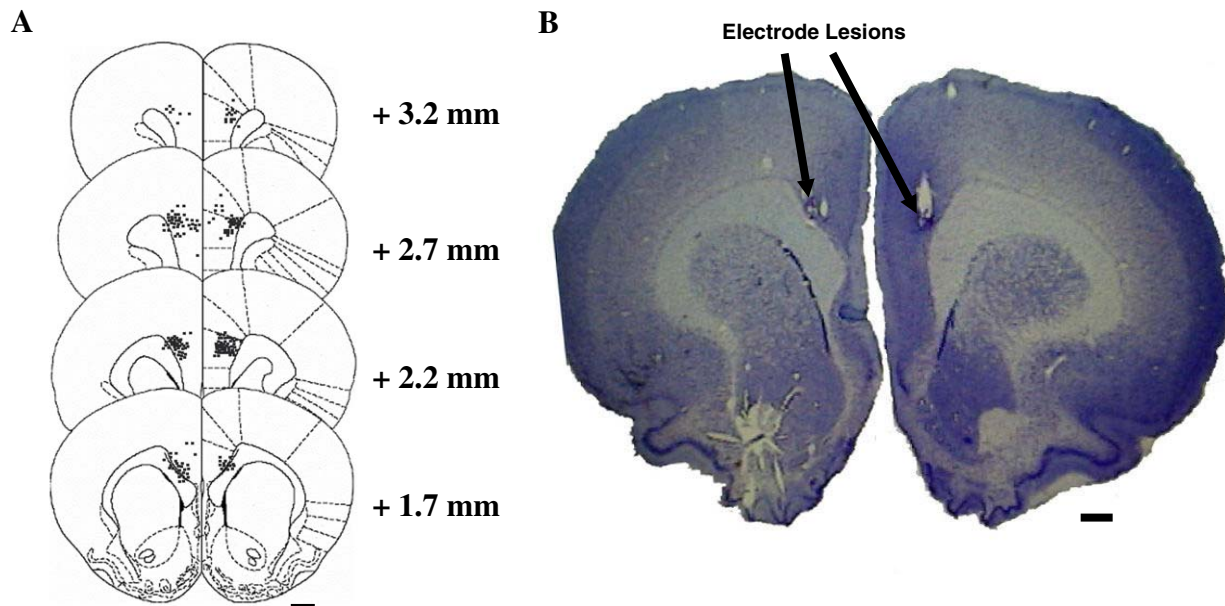 A
+ 3.2 mm
+ 2.7 mm
+ 2.2 mm
+ 1.7 mm
B
Electrode Lesions